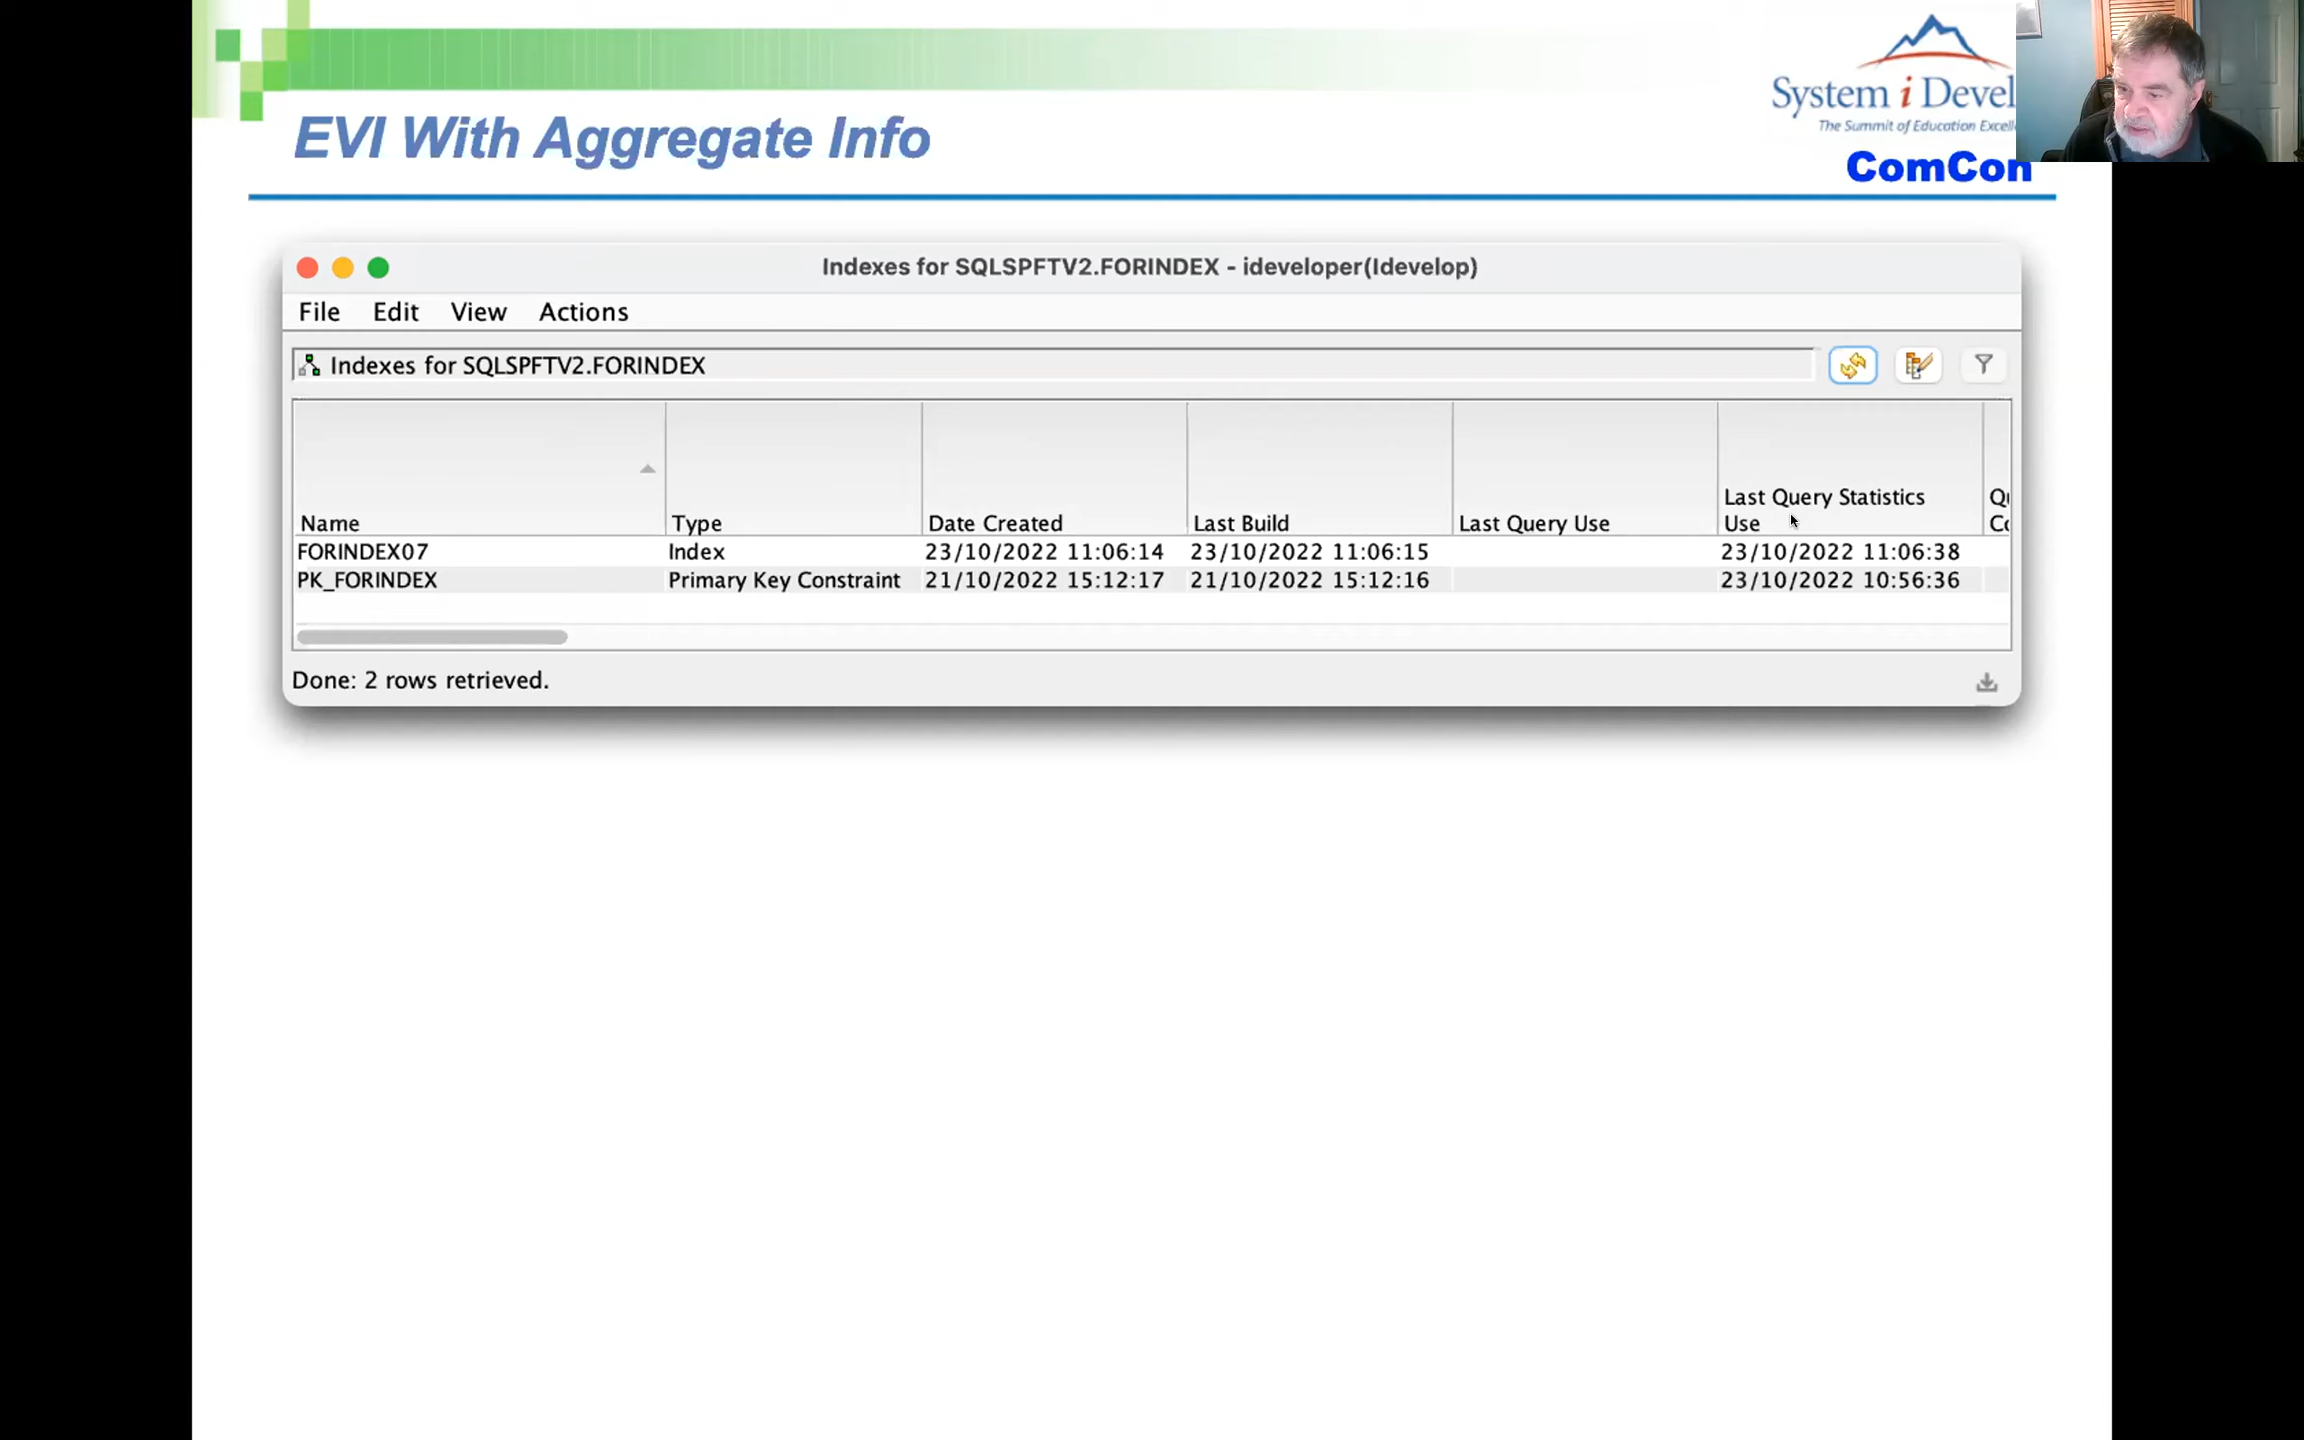 System i Devel
The Summit of Education Excell
EVI With Aggregate Info
ComCon
Indexes for SQLSPFTV2.FORINDEX - ideveloper(Idevelop)
File Edit View Actions
Indexes for SQLSPFTV2.FORINDEX
Name Type Date Created Last Build Last Query Use Last Query Statistics Use
FORINDEX07 Index 23/10/2022 11:06:14 23/10/2022 11:06:15 23/10/2022 11:06:38
PK_FORINDEX Primary Key Constraint 21/10/2022 15:12:17 21/10/2022 15:12:16 23/10/2022 10:56:36
Done: 2 rows retrieved.